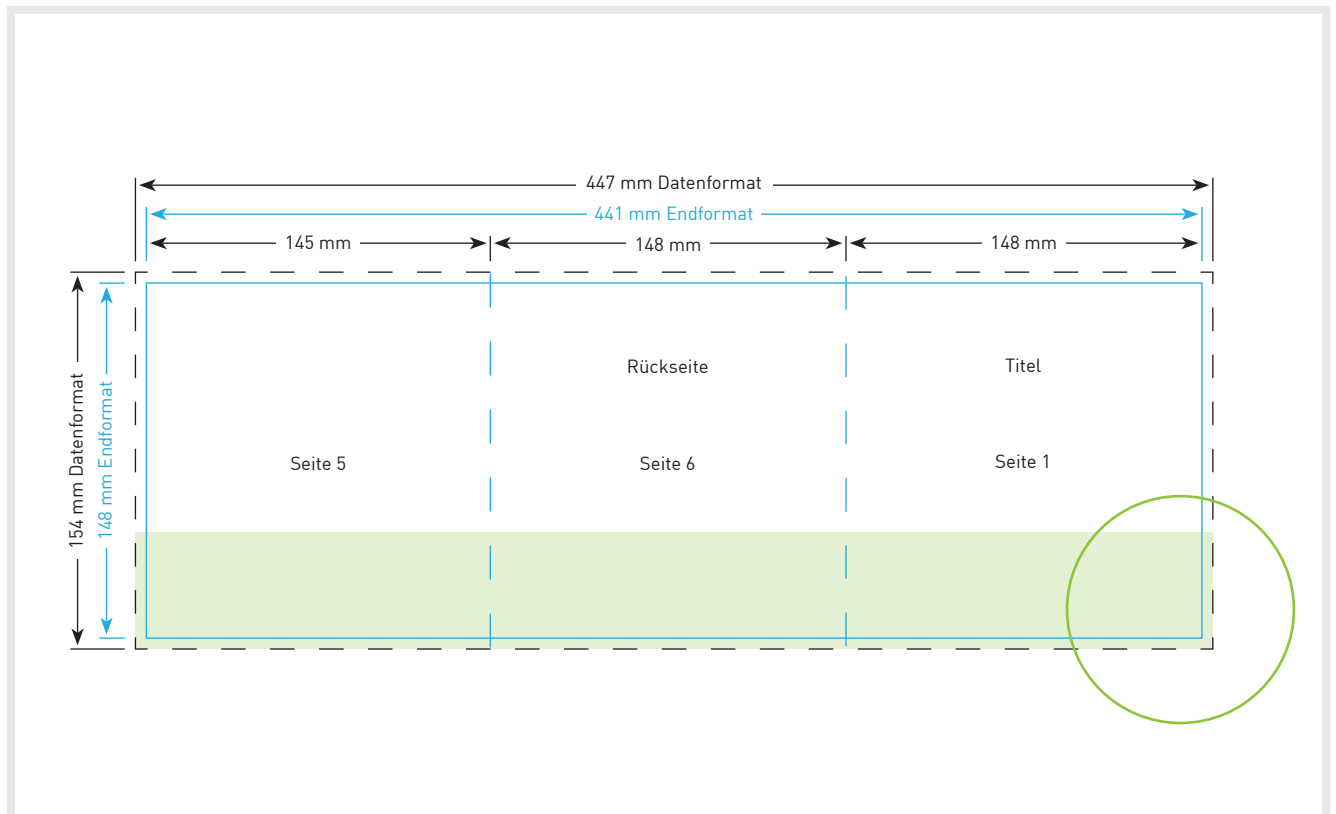 447 mm Datenformat
441 mm Endformat
145 mm
148 mm
148 mm
154 mm Datenformat
148 mm Endformat
Rückseite
Titel
Seite 5
Seite 6
Seite 1